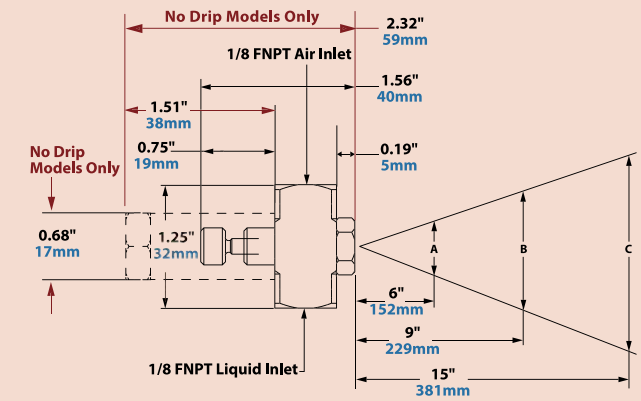 No Drip Models Only
2.32"
59mm
1/8 FNPT Air Inlet
1.56"
40mm
1.51"
38mm
0.75"
19mm
0.19"
5mm
No Drip
Models Only
0.68"
17mm
1.25"
32mm
A
B
C
6"
152mm
9"
229mm
1/8 FNPT Liquid Inlet
15"
381mm